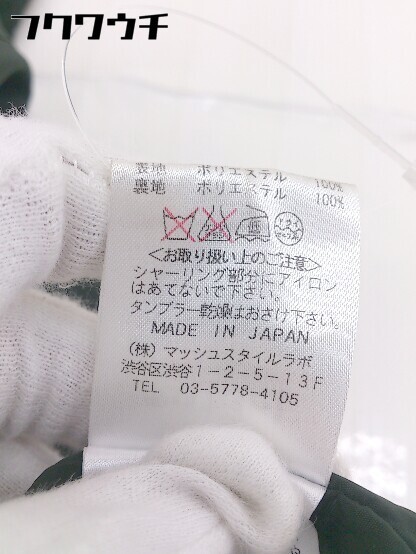 フクワウチ
表地 ポリエステル 100%
裏地 ポリエステル 100%
<お取り扱い上のご注意>
シャーリング部分にアイロン
はあてないで下さい。
タンブラー乾燥はおさけ下さい。
MADE IN JAPAN
(株) マッシュスタイルラボ
渋谷区渋谷1-2-5-13F
TEL 03-5778-4105